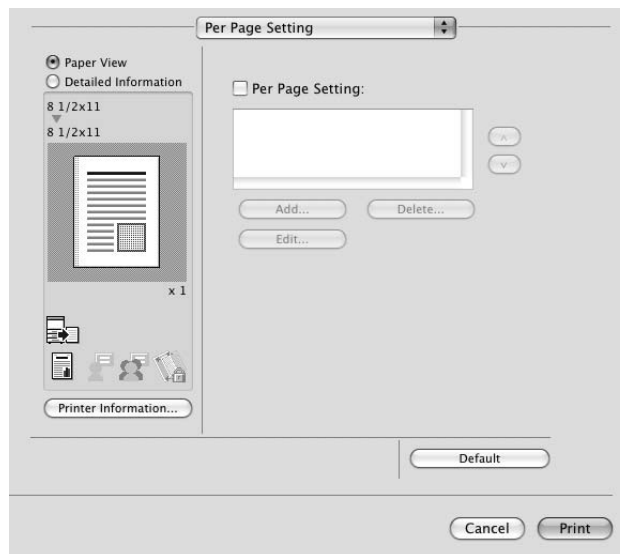 Per Page Setting
Paper View
Detailed Information
8 1/2x11
8 1/2x11
x 1
Printer Information...
Per Page Setting:
Add...
Delete...
Edit...
Default
Cancel
Print